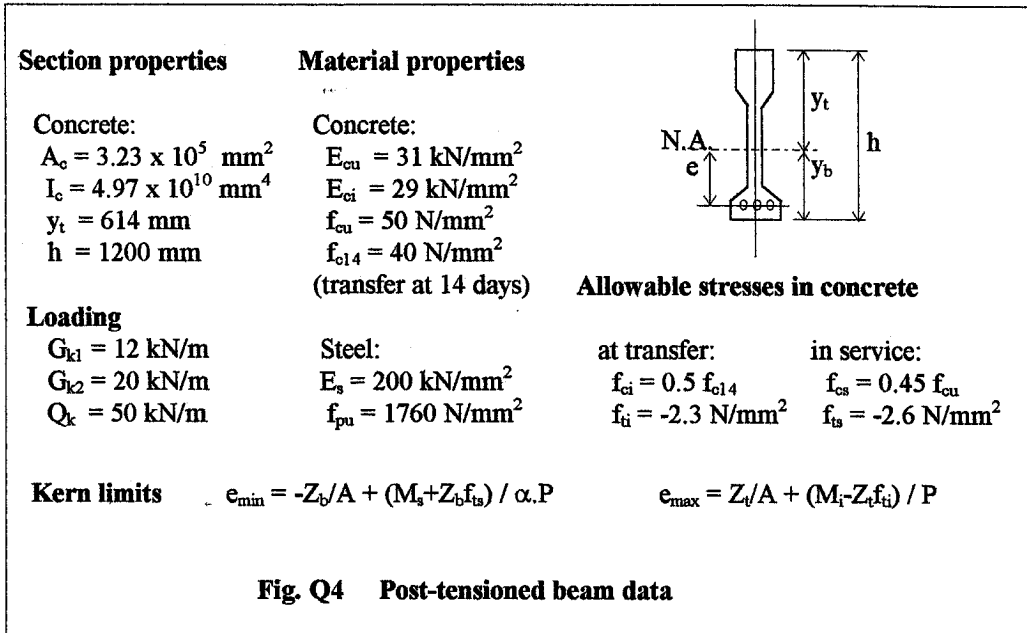 Section properties
Material properties
Concrete:
A_c = 3.23 x 10^5 mm^2
I_c = 4.97 x 10^10 mm^4
y_t = 614 mm
h = 1200 mm
Concrete:
E_cu = 31 kN/mm^2
E_ci = 29 kN/mm^2
f_cu = 50 N/mm^2
f_c14 = 40 N/mm^2
(transfer at 14 days)
N.A.
e
y_t
y_b
h
Loading
G_k1 = 12 kN/m
G_k2 = 20 kN/m
Q_k = 50 kN/m
Steel:
E_s = 200 kN/mm^2
f_pu = 1760 N/mm^2
Allowable stresses in concrete
at transfer:
f_ci = 0.5 f_c14
f_ti = -2.3 N/mm^2
in service:
f_cs = 0.45 f_cu
f_ts = -2.6 N/mm^2
Kern limits
e_min = -Z_b/A + (M_s+Z_bf_ts) / α.P
e_max = Z_t/A + (M_i-Z_tf_ti) / P
Fig. Q4 Post-tensioned beam data